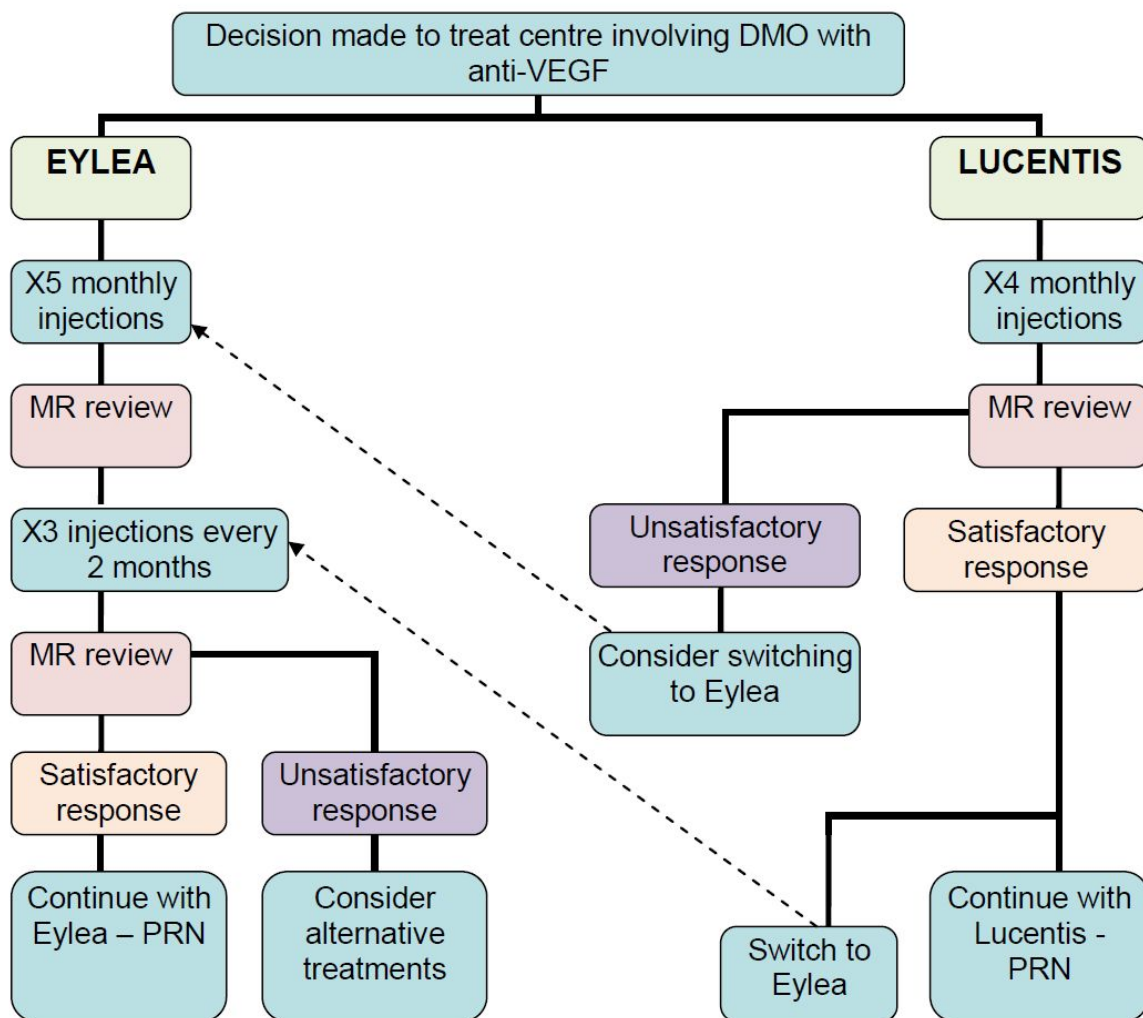 Decision made to treat centre involving DMO with
anti-VEGF
EYLEA
LUCENTIS
X5 monthly
injections
X4 monthly
injections
MR review
MR review
X3 injections every
2 months
Unsatisfactory
response
Satisfactory
response
MR review
Consider switching
to Eylea
Satisfactory
response
Unsatisfactory
response
Continue with
Eylea – PRN
Consider
alternative
treatments
Switch to
Eylea
Continue with
Lucentis -
PRN